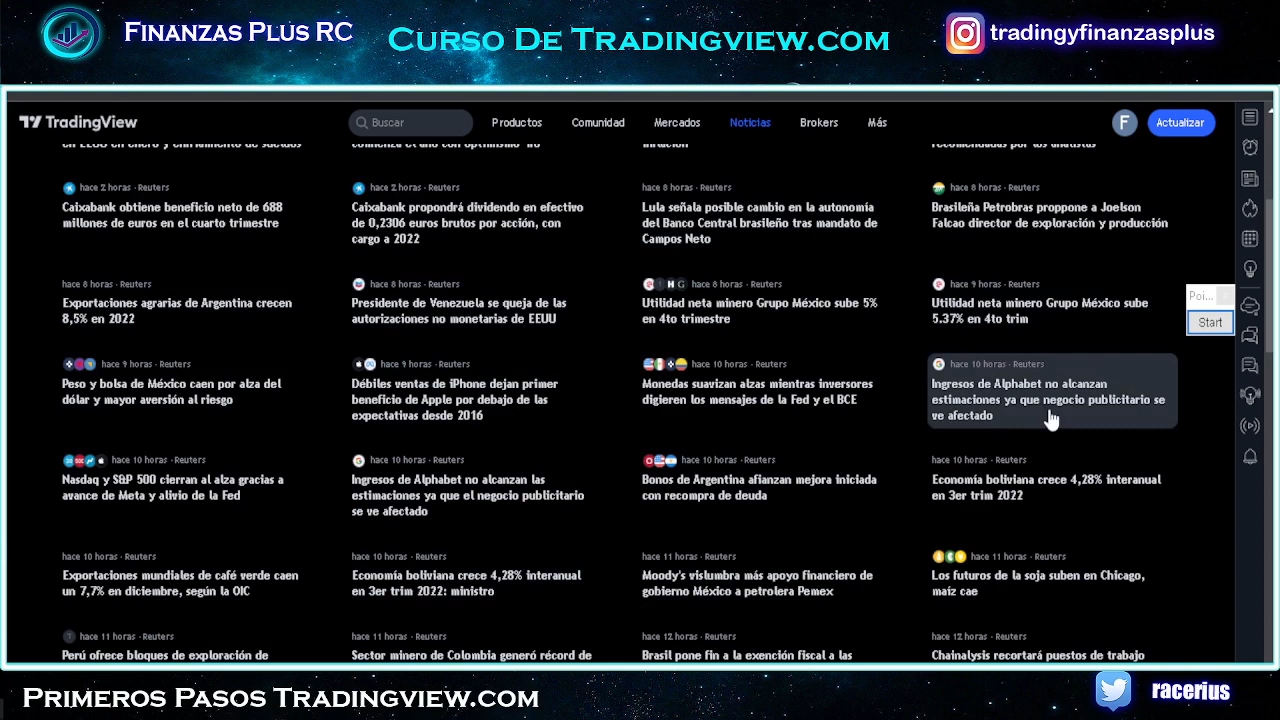 Finanzas Plus RC
Curso De Tradingview.com
tradingyfinanzasplus
TradingView
Buscar
Productos
Comunidad
Mercados
Noticias
Brokers
Más
F
Actualizar
en EEUU en enero y enfriamiento de sueldos
comienza el año con optimismo
inflación
recomendadas por los analistas
hace 2 horas · Reuters
Caixabank obtiene beneficio neto de 688
millones de euros en el cuarto trimestre
hace 2 horas · Reuters
Caixabank propondrá dividendo en efectivo
de 0,2306 euros brutos por acción, con
cargo a 2022
hace 8 horas · Reuters
Lula señala posible cambio en la autonomía
del Banco Central brasileño tras mandato de
Campos Neto
hace 8 horas · Reuters
Brasileña Petrobras proppone a Joelson
Falcao director de exploración y producción
hace 8 horas · Reuters
Exportaciones agrarias de Argentina crecen
8,5% en 2022
hace 8 horas · Reuters
Presidente de Venezuela se queja de las
autorizaciones no monetarias de EEUU
hace 8 horas · Reuters
Utilidad neta minero Grupo México sube 5%
en 4to trimestre
hace 9 horas · Reuters
Utilidad neta minero Grupo México sube
5.37% en 4to trim
Poi...
Start
hace 9 horas · Reuters
Peso y bolsa de México caen por alza del
dólar y mayor aversión al riesgo
hace 9 horas · Reuters
Débiles ventas de iPhone dejan primer
beneficio de Apple por debajo de las
expectativas desde 2016
hace 10 horas · Reuters
Monedas suavizan alzas mientras inversores
digieren los mensajes de la Fed y el BCE
hace 10 horas · Reuters
Ingresos de Alphabet no alcanzan
estimaciones ya que negocio publicitario se
ve afectado
hace 10 horas · Reuters
Nasdaq y S&P 500 cierran al alza gracias a
avance de Meta y alivio de la Fed
hace 10 horas · Reuters
Ingresos de Alphabet no alcanzan las
estimaciones ya que el negocio publicitario
se ve afectado
hace 10 horas · Reuters
Bonos de Argentina afianzan mejora iniciada
con recompra de deuda
hace 10 horas · Reuters
Economía boliviana crece 4,28% interanual
en 3er trim 2022
hace 10 horas · Reuters
Exportaciones mundiales de café verde caen
un 7,7% en diciembre, según la OIC
hace 10 horas · Reuters
Economía boliviana crece 4,28% interanual
en 3er trim 2022: ministro
hace 11 horas · Reuters
Moody's vislumbra más apoyo financiero de
gobierno México a petrolera Pemex
hace 11 horas · Reuters
Los futuros de la soja suben en Chicago,
maíz cae
hace 11 horas · Reuters
Perú ofrece bloques de exploración de
hace 11 horas · Reuters
Sector minero de Colombia generó récord de
hace 12 horas · Reuters
Brasil pone fin a la exención fiscal a las
hace 12 horas · Reuters
Chainalysis recortará puestos de trabajo
Primeros Pasos Tradingview.com
racerius